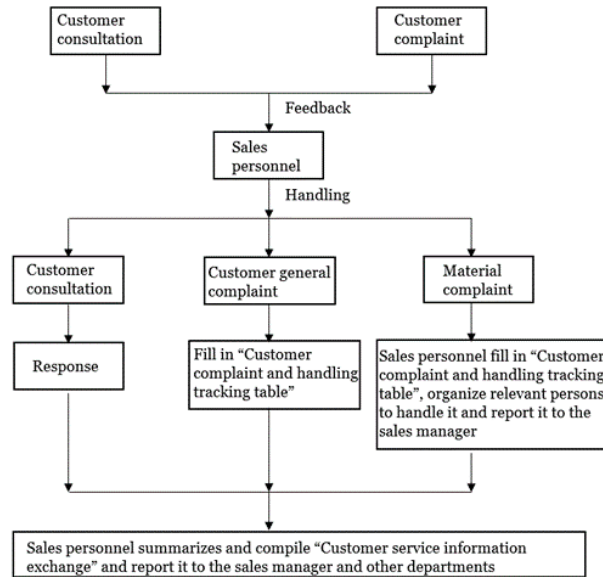 Customer
consultation
Customer
complaint
Feedback
Sales
personnel
Handling
Customer
consultation
Customer general
complaint
Material
complaint
Response
Fill in “Customer
complaint and handling
tracking table”
Sales personnel fill in “Customer
complaint and handling tracking
table”, organize relevant persons
to handle it and report it to the
sales manager
Sales personnel summarizes and compile “Customer service information
exchange” and report it to the sales manager and other departments